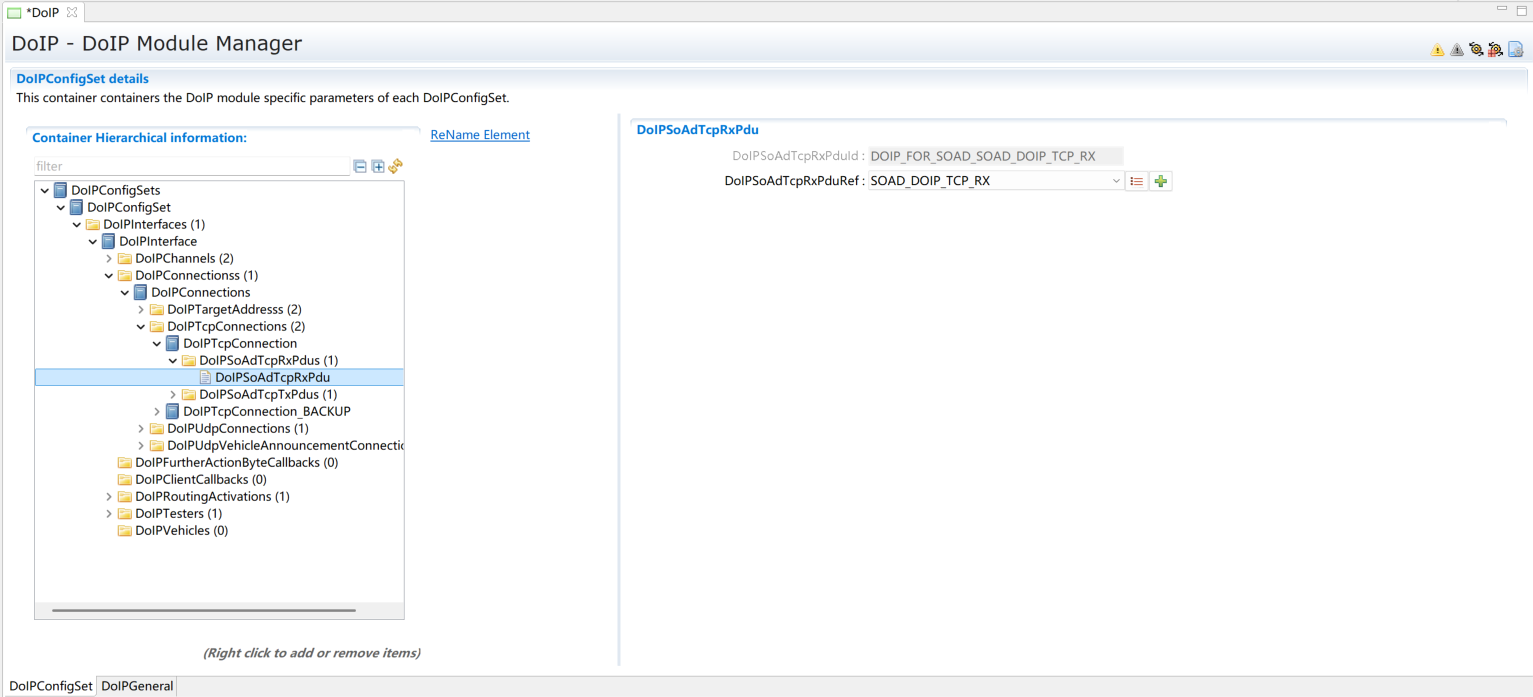 *DoIP
DoIP - DoIP Module Manager
DoIPConfigSet details
This container containers the DoIP module specific parameters of each DoIPConfigSet.
Container Hierarchical information:
ReName Element
filter
DoIPConfigSets
DoIPConfigSet
DoIPInterfaces (1)
DoIPInterface
DoIPChannels (2)
DoIPConnectionss (1)
DoIPConnections
DoIPTargetAddresss (2)
DoIPTcpConnections (2)
DoIPTcpConnection
DoIPSoAdTcpRxPdus (1)
DoIPSoAdTcpRxPdu
DoIPSoAdTcpTxPdus (1)
DoIPTcpConnection_BACKUP
DoIPUdpConnections (1)
DoIPUdpVehicleAnnouncementConnectic
DoIPFurtherActionByteCallbacks (0)
DoIPClientCallbacks (0)
DoIPRoutingActivations (1)
DoIPTesters (1)
DoIPVehicles (0)
(Right click to add or remove items)
DoIPSoAdTcpRxPdu
DoIPSoAdTcpRxPduId : DOIP_FOR_SOAD_SOAD_DOIP_TCP_RX
DoIPSoAdTcpRxPduRef : SOAD_DOIP_TCP_RX
DoIPConfigSet DoIPGeneral